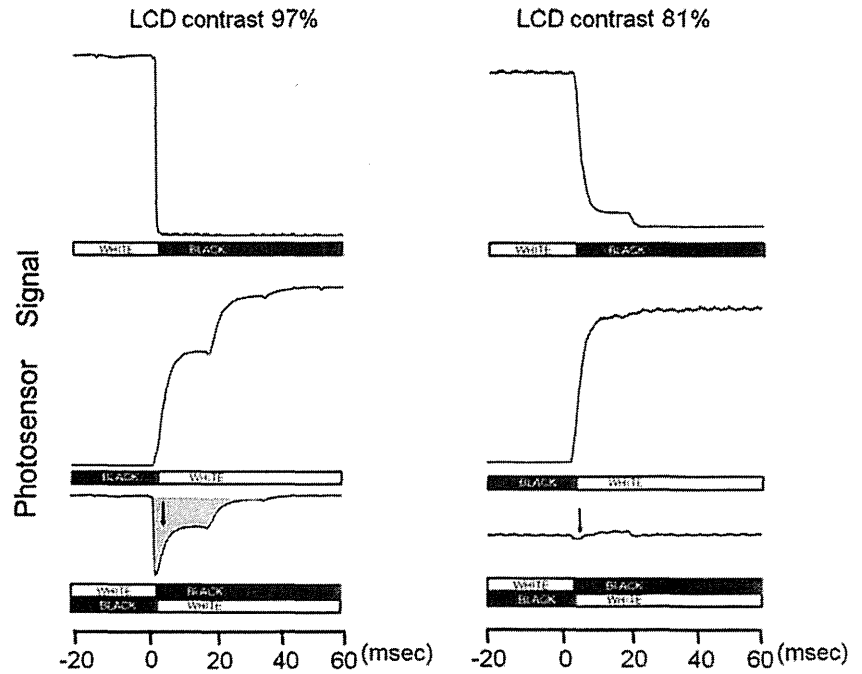 LCD contrast 97%
LCD contrast 81%
Photosensor Signal
WHITE BLACK
WHITE BLACK
BLACK WHITE
BLACK WHITE
WHITE BLACK
BLACK WHITE
WHITE BLACK
BLACK WHITE
-20 0 20 40 60 (msec)
-20 0 20 40 60 (msec)